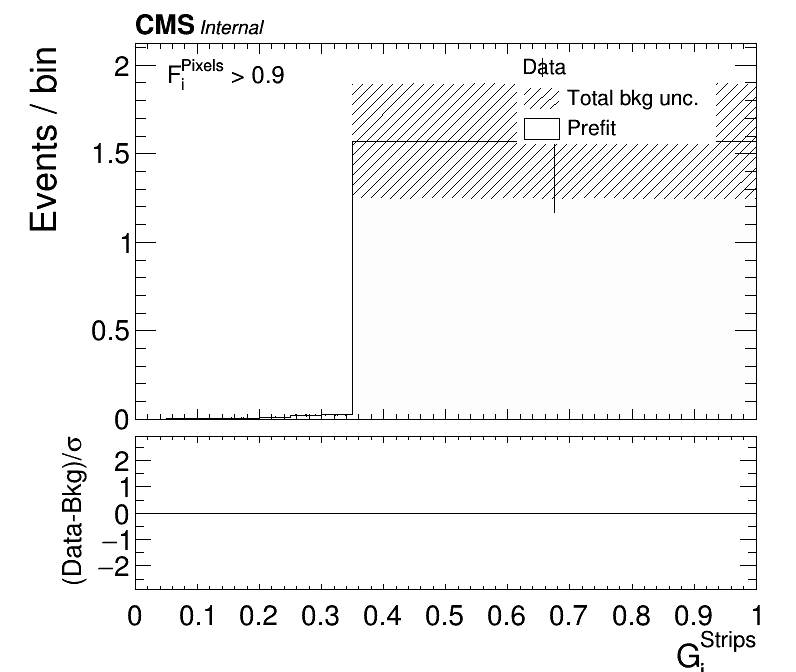 CMS Internal
F_i^Pixels > 0.9
Data
Total bkg unc.
Prefit
Events / bin
2
1.5
1
0.5
0
(Data-Bkg)/σ
2
1
0
−1
−2
0 0.1 0.2 0.3 0.4 0.5 0.6 0.7 0.8 0.9 1
G_i^Strips